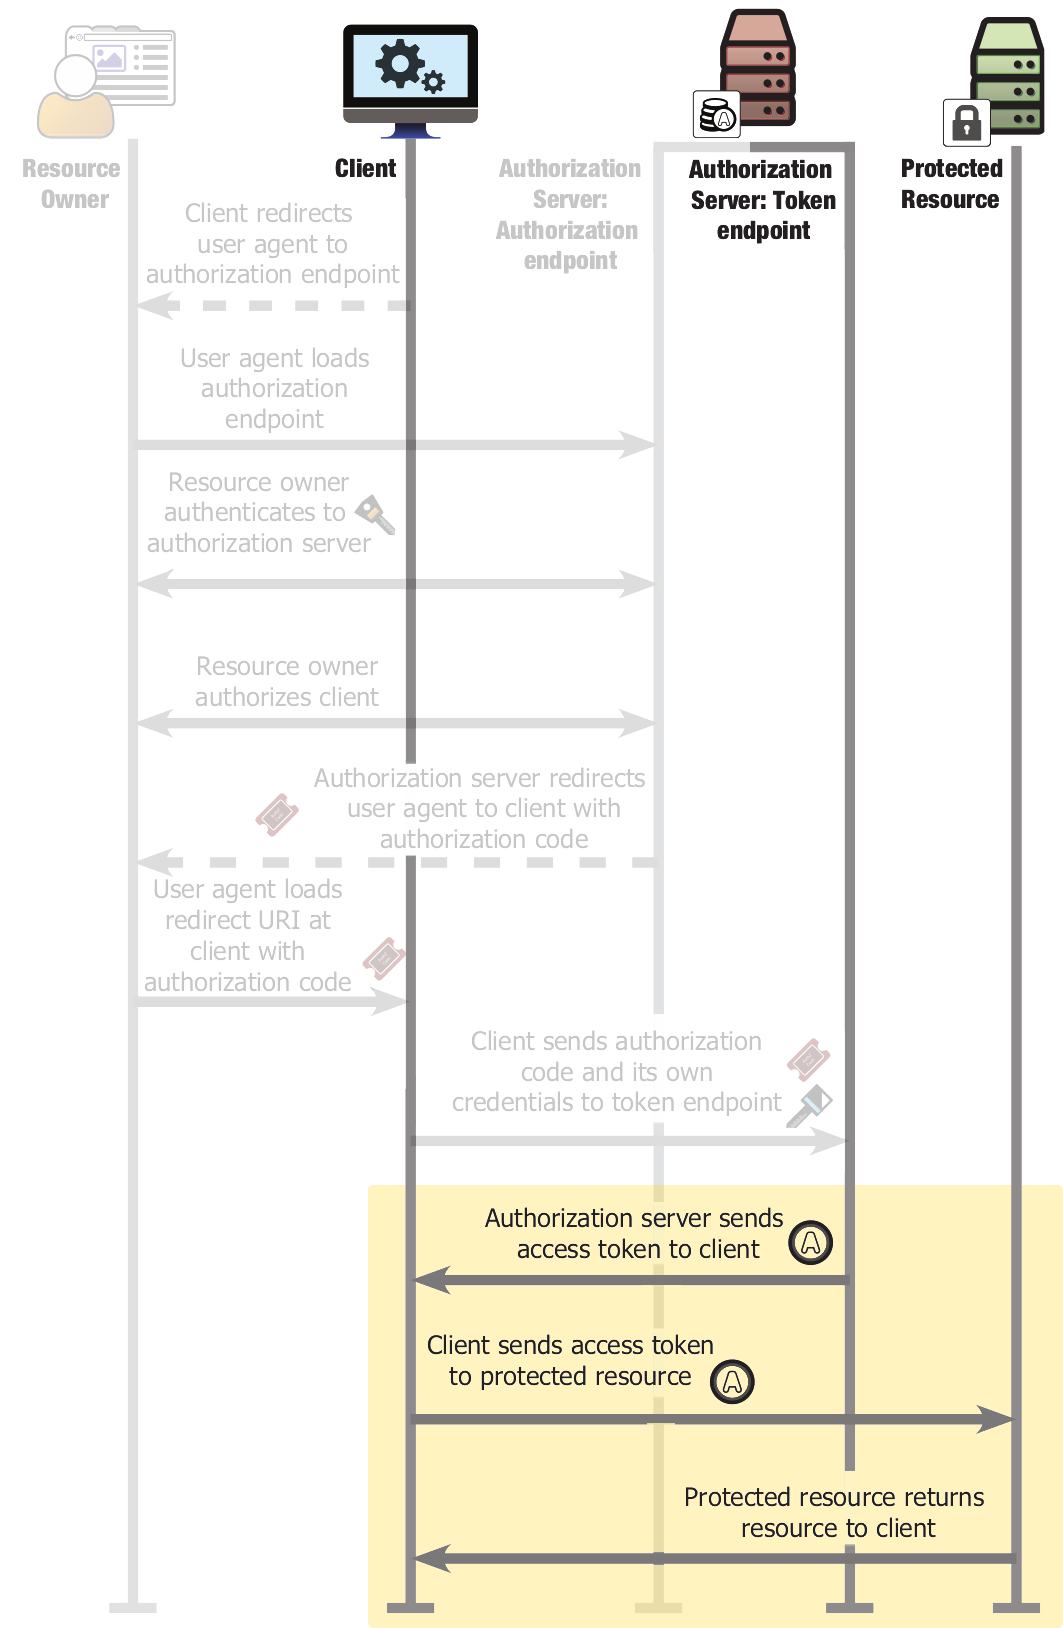 Resource
Owner
Client
Authorization
Server:
Authorization
endpoint
Authorization
Server: Token
endpoint
Protected
Resource
Client redirects
user agent to
authorization endpoint
User agent loads
authorization
endpoint
Resource owner
authenticates to
authorization server
Resource owner
authorizes client
Authorization server redirects
user agent to client with
authorization code
User agent loads
redirect URI at
client with
authorization code
Client sends authorization
code and its own
credentials to token endpoint
Authorization server sends
access token to client
A
Client sends access token
to protected resource
A
Protected resource returns
resource to client